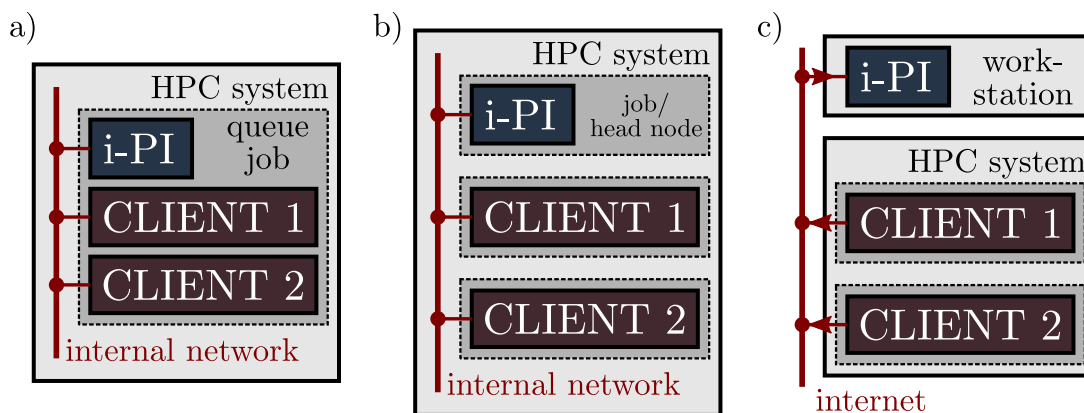 a)
HPC system
queue
job
i-PI
CLIENT 1
CLIENT 2
internal network
b)
HPC system
i-PI
job/
head node
CLIENT 1
CLIENT 2
internal network
c)
i-PI
work-
station
HPC system
CLIENT 1
CLIENT 2
internet